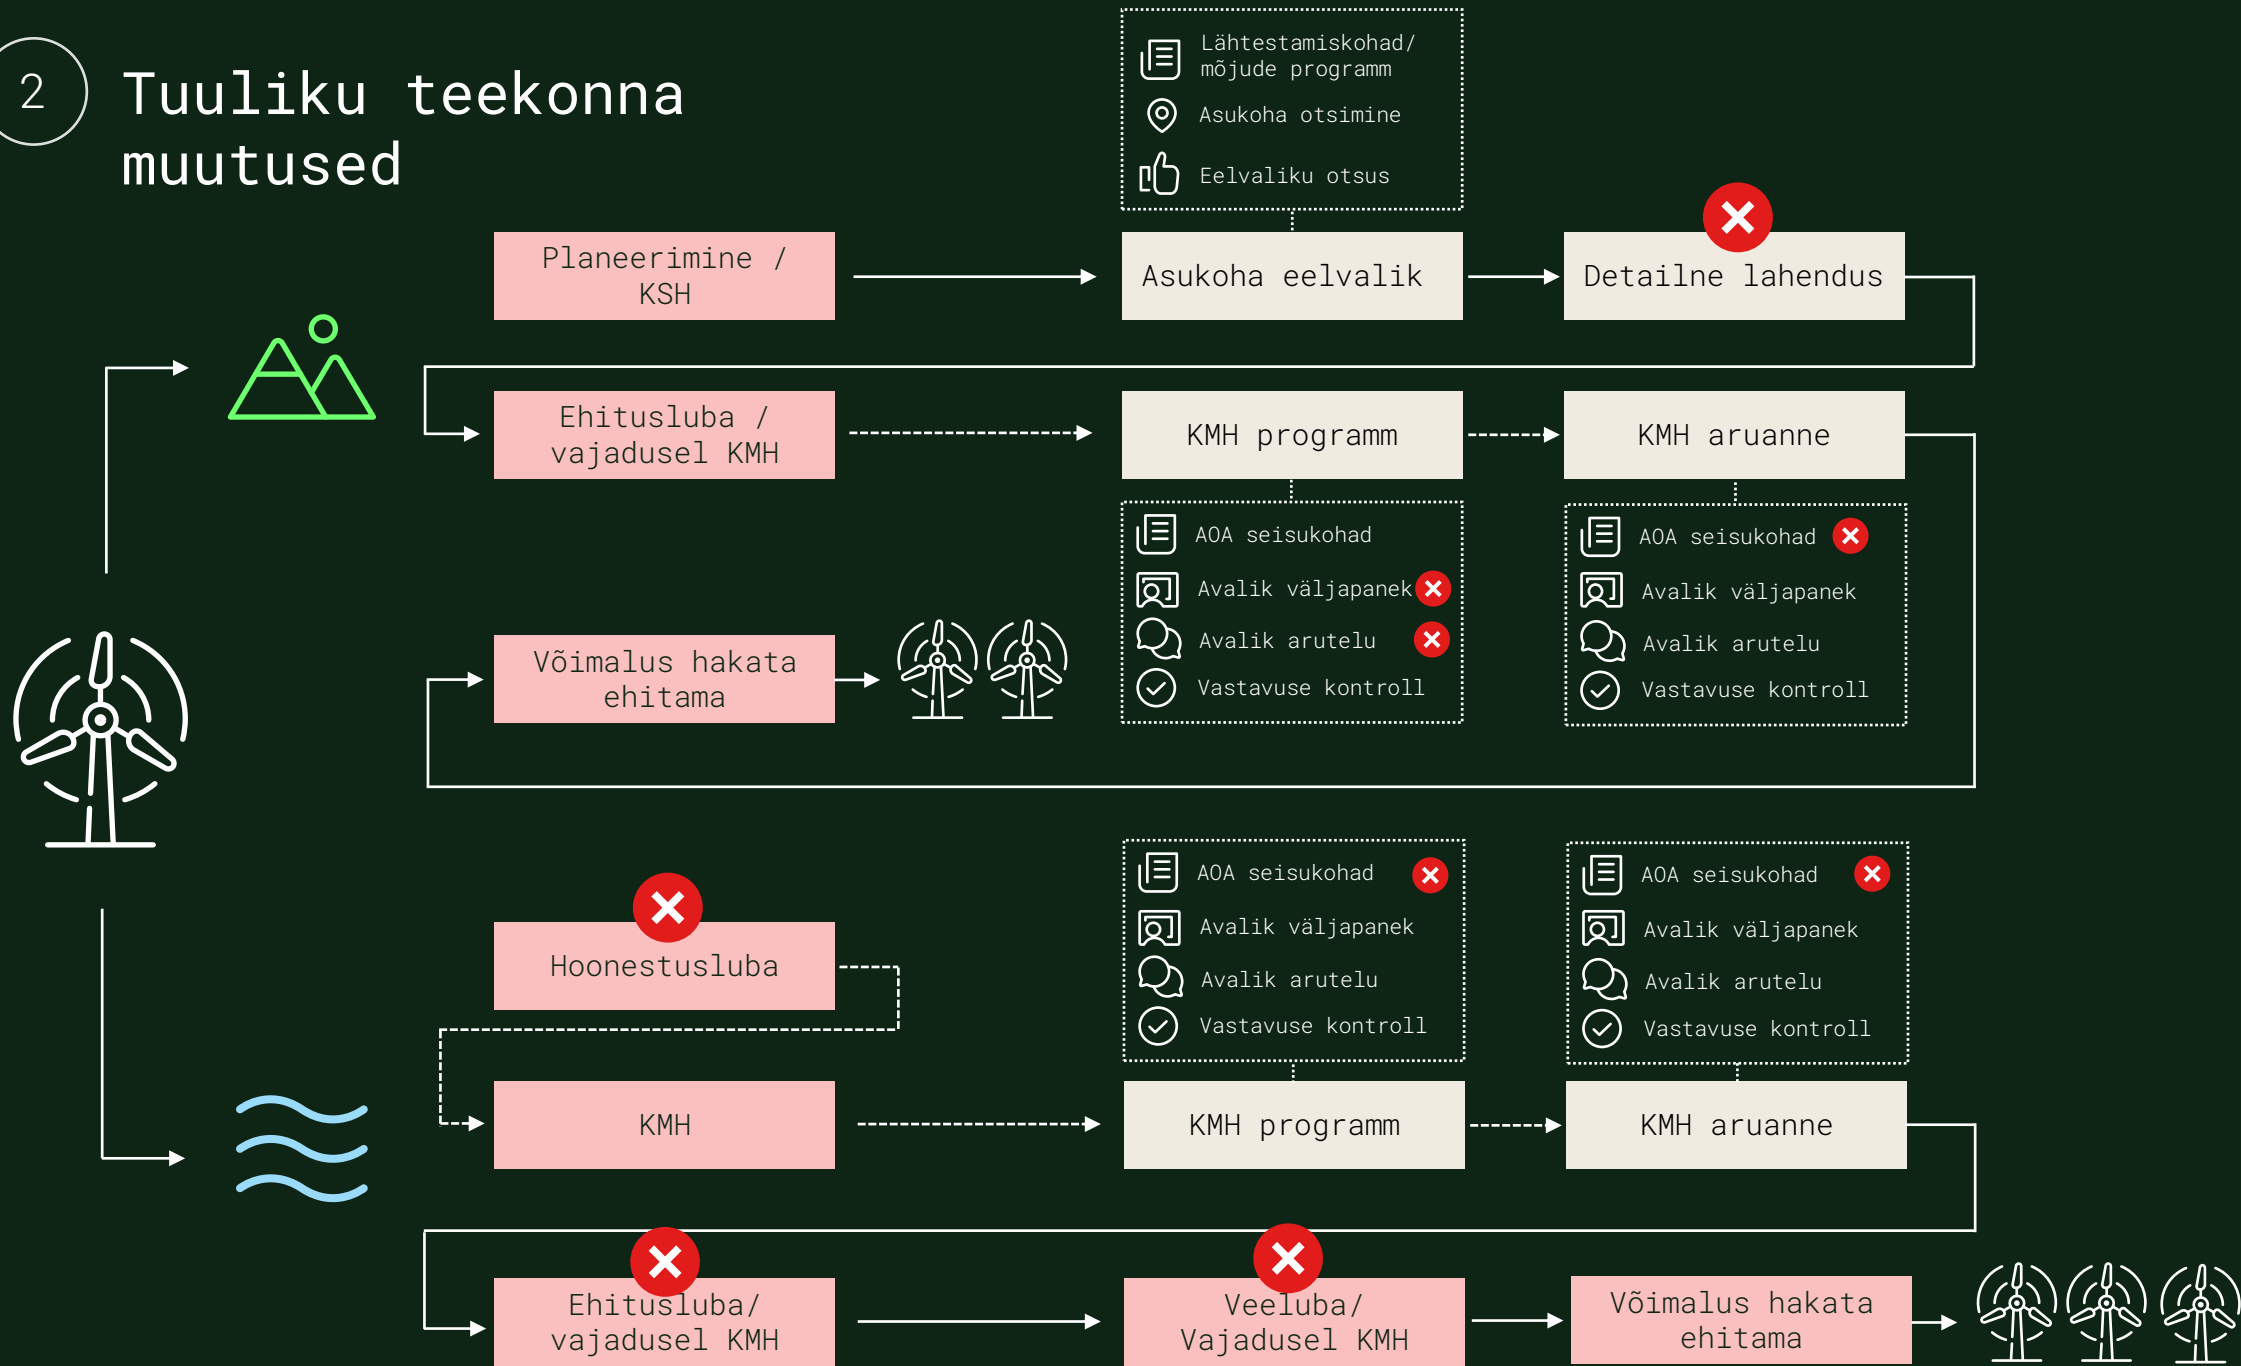 2
Tuuliku teekonna
muutused
Lähtestamiskohad/
mõjude programm
Asukoha otsimine
Eelvaliku otsus
Planeerimine /
KSH
Asukoha eelvalik
Detailne lahendus
Ehitusluba /
vajadusel KMH
KMH programm
KMH aruanne
AOA seisukohad
Avalik väljapanek
Avalik arutelu
Vastavuse kontroll
AOA seisukohad
Avalik väljapanek
Avalik arutelu
Vastavuse kontroll
Võimalus hakata
ehitama
AOA seisukohad
Avalik väljapanek
Avalik arutelu
Vastavuse kontroll
AOA seisukohad
Avalik väljapanek
Avalik arutelu
Vastavuse kontroll
Hoonestusluba
KMH
KMH programm
KMH aruanne
Ehitusluba/
vajadusel KMH
Veeluba/
Vajadusel KMH
Võimalus hakata
ehitama